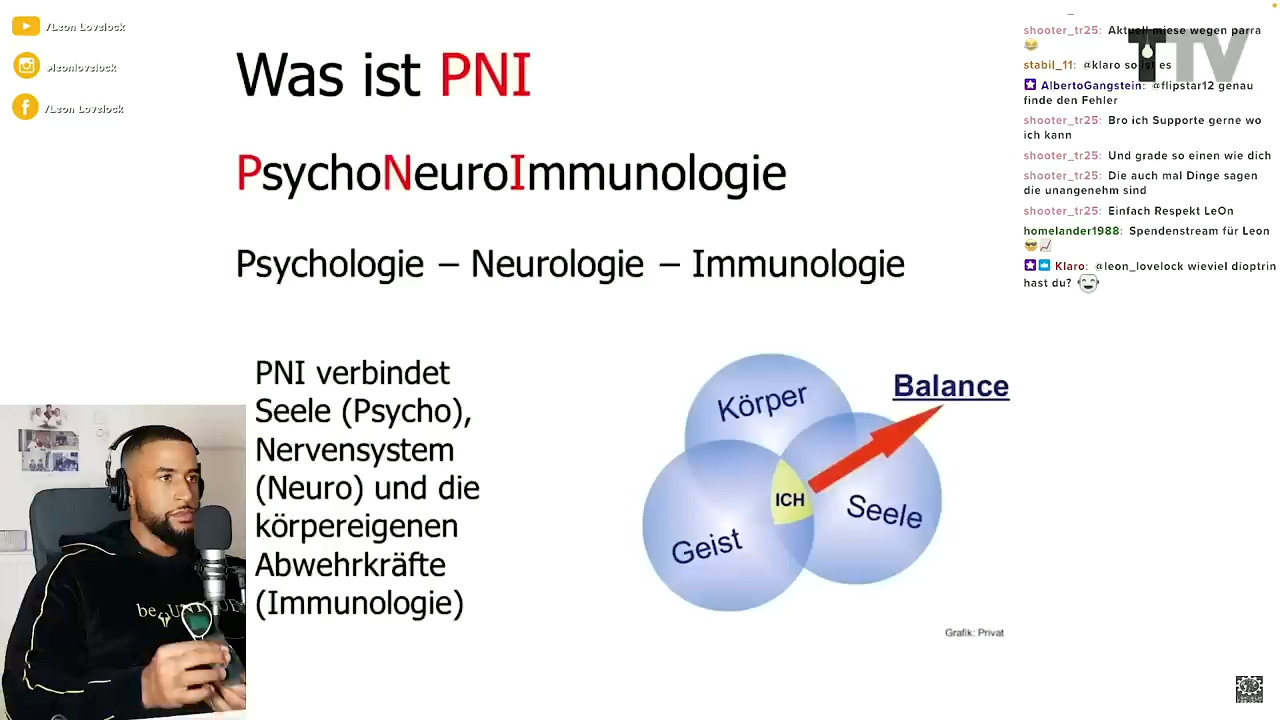 /Leon Lovelock
leonlovelock
/Leon Lovelock
Was ist PNI
PsychoNeuroImmunologie
Psychologie – Neurologie – Immunologie
PNI verbindet
Seele (Psycho),
Nervensystem
(Neuro) und die
körpereigenen
Abwehrkräfte
(Immunologie)
Körper
Geist
Seele
ICH
Balance
Grafik: Privat
be UNIQUE
TTV
shooter_tr25: Aktuell miese wegen parra
stabil_11: @klaro so ist es
AlbertoGangstein: @flipstar12 genau
finde den Fehler
shooter_tr25: Bro ich Supporte gerne wo
ich kann
shooter_tr25: Und grade so einen wie dich
shooter_tr25: Die auch mal Dinge sagen
die unangenehm sind
shooter_tr25: Einfach Respekt LeOn
homelander1988: Spendenstream für Leon
Klaro: @leon_lovelock wieviel dioptrin
hast du?